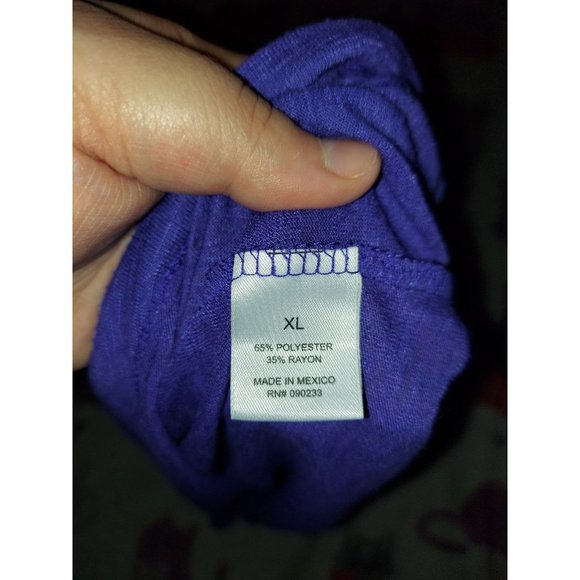 XL
65% POLYESTER
35% RAYON
MADE IN MEXICO
RN# 090233